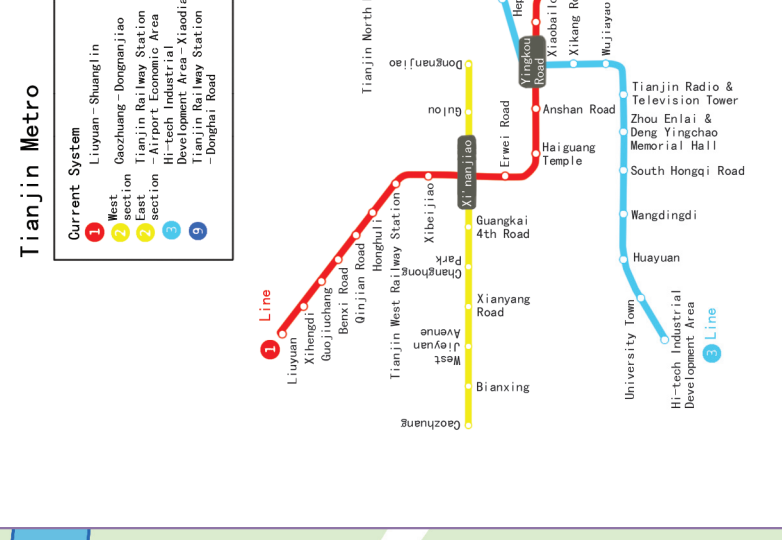 Tianjin Metro
Current System
1
Liuyuan-Shuanglin
2
West
section
Caozhuang-Dongnanjiao
2
East
section
Tianjin Railway Station
-Airport Economic Area
3
Hi-tech Industrial
Development Area-
9
Tianjin Railway Station
-Donghai Road
1 Line
Liuyuan
Xihengdi
Guojiuchang
Benxi Road
Qinjian Road
Honghuli
Tianjin West Railway Station
Xibeijiao
Xi'nanjiao
Erwei Road
Haiguang
Temple
Anshan Road
Yingkou
Road
Tianjin North
Dongnanjiao
Gulou
Guangkai
4th Road
Changhong
Park
Xianyang
Road
West
Jieyuan
Avenue
Bianxing
Caozhuang
Wujiayao
Tianjin Radio &
Television Tower
Zhou Enlai &
Deng Yingchao
Memorial Hall
South Hongqi Road
Wangdingdi
Huayuan
University Town
Hi-tech Industrial
Development Area
3 Line